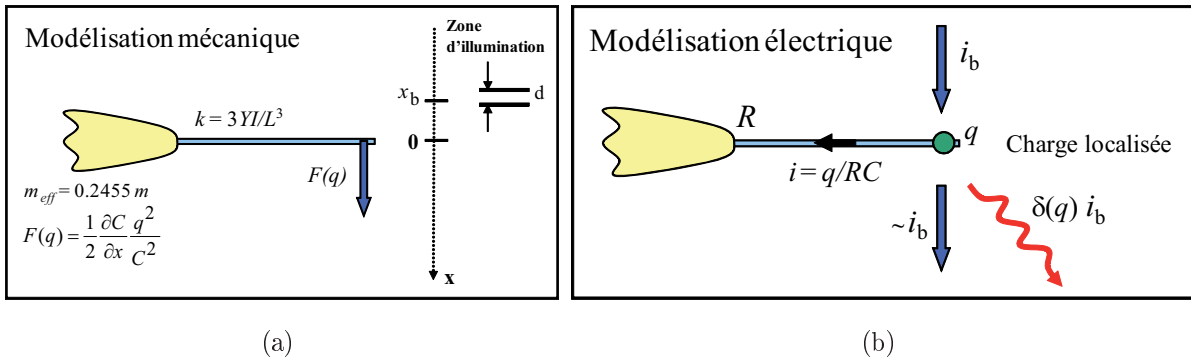 Modélisation mécanique
Zone
d'illumination
x_b
d
k = 3YI/L³
0
F(q)
m_eff = 0.2455 m
F(q) = 1/2 ∂C/∂x q²/C²
x
(a)
Modélisation électrique
i_b
R
q
Charge localisée
i = q/RC
~i_b
δ(q) i_b
(b)